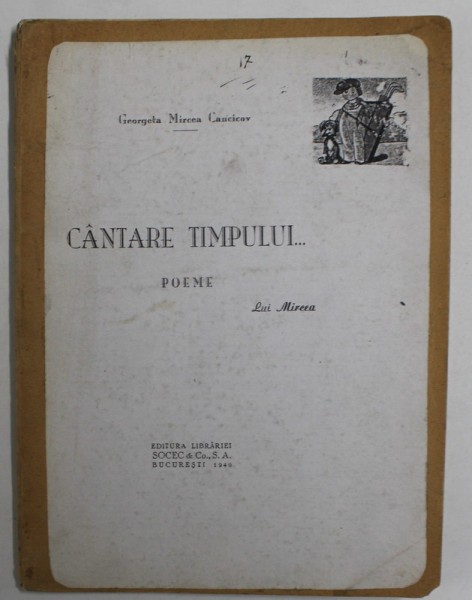 17
Georgeta Mircea Cancicov
CÂNTARE TIMPULUI...
POEME
Lui Mircea
EDITURA LIBRĂRIEI
SOCEC & Co., S. A.
BUCUREȘTI 1940